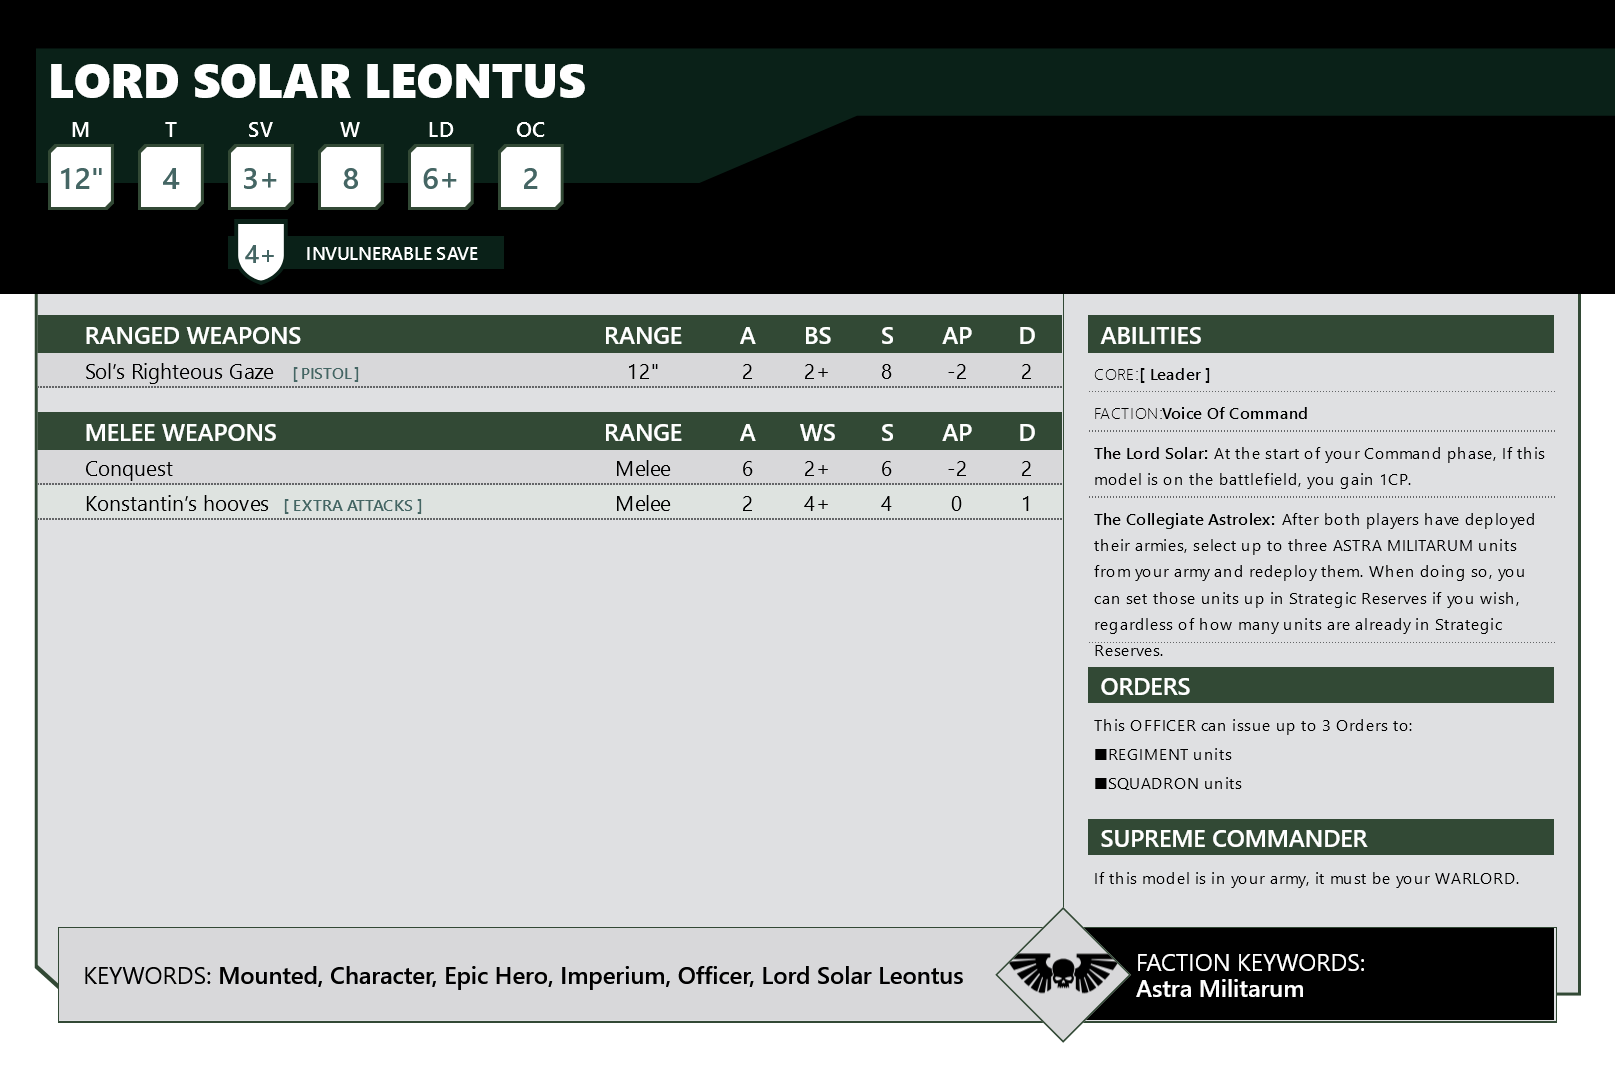 LORD SOLAR LEONTUS
M T SV W LD OC
12" 4 3+ 8 6+ 2
4+ INVULNERABLE SAVE
RANGED WEAPONS RANGE A BS S AP D
Sol’s Righteous Gaze [ PISTOL ] 12" 2 2+ 8 -2 2
MELEE WEAPONS RANGE A WS S AP D
Conquest Melee 6 2+ 6 -2 2
Konstantin’s hooves [ EXTRA ATTACKS ] Melee 2 4+ 4 0 1
ABILITIES
CORE:[ Leader ]
FACTION:Voice Of Command
The Lord Solar: At the start of your Command phase, If this
model is on the battlefield, you gain 1CP.
The Collegiate Astrolex: After both players have deployed
their armies, select up to three ASTRA MILITARUM units
from your army and redeploy them. When doing so, you
can set those units up in Strategic Reserves if you wish,
regardless of how many units are already in Strategic
Reserves.
ORDERS
This OFFICER can issue up to 3 Orders to:
■REGIMENT units
■SQUADRON units
SUPREME COMMANDER
If this model is in your army, it must be your WARLORD.
KEYWORDS: Mounted, Character, Epic Hero, Imperium, Officer, Lord Solar Leontus
FACTION KEYWORDS:
Astra Militarum